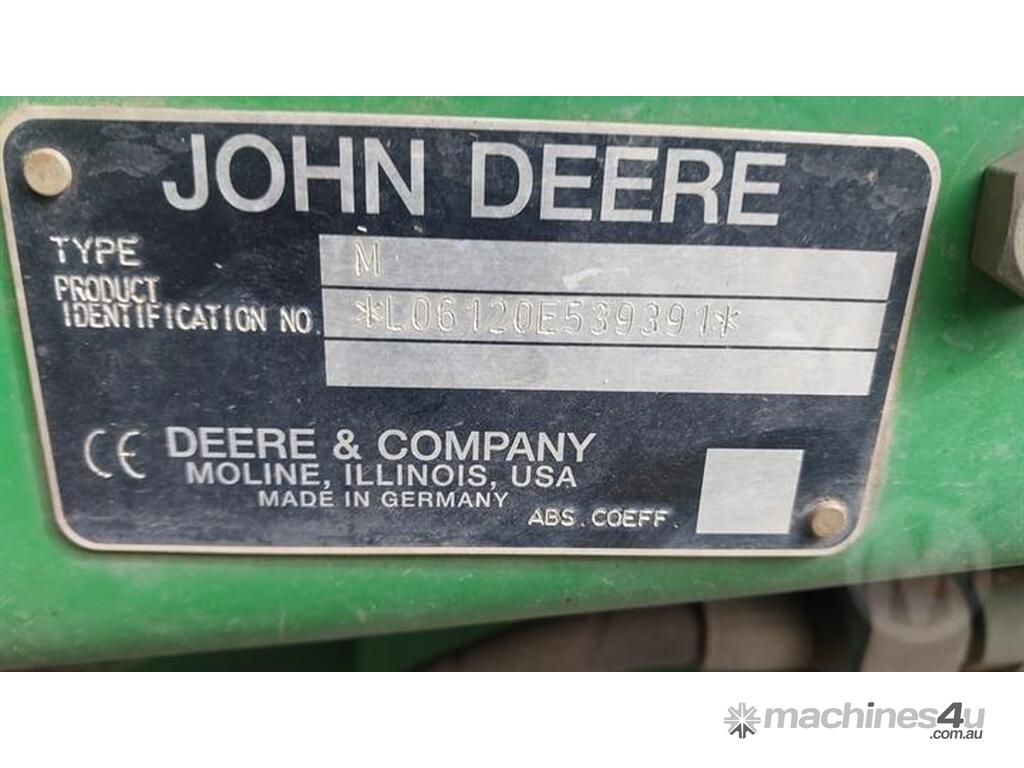 JOHN DEERE
TYPE M
PRODUCT
IDENTIFICATION NO. *L06120E539391*
CE DEERE & COMPANY
MOLINE, ILLINOIS, USA
MADE IN GERMANY
ABS. COEFF.
M
machines4u
.com.au